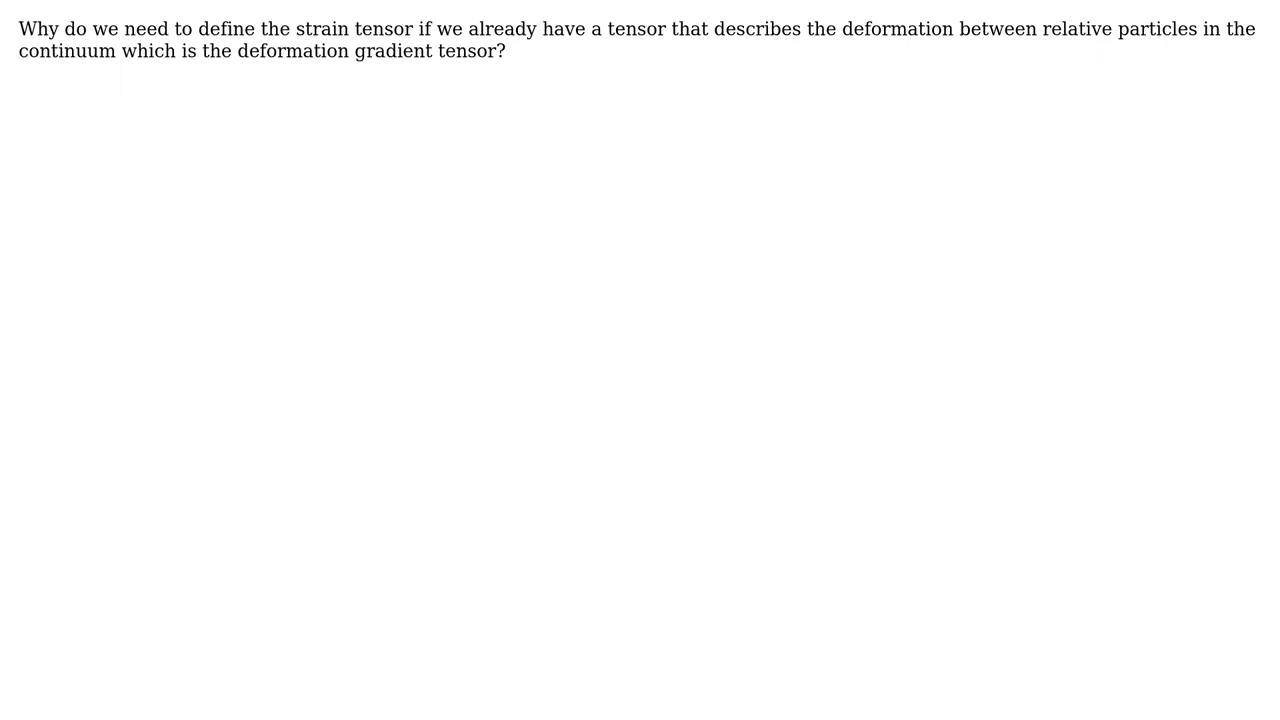 Why do we need to define the strain tensor if we already have a tensor that describes the deformation between relative particles in the
continuum which is the deformation gradient tensor?